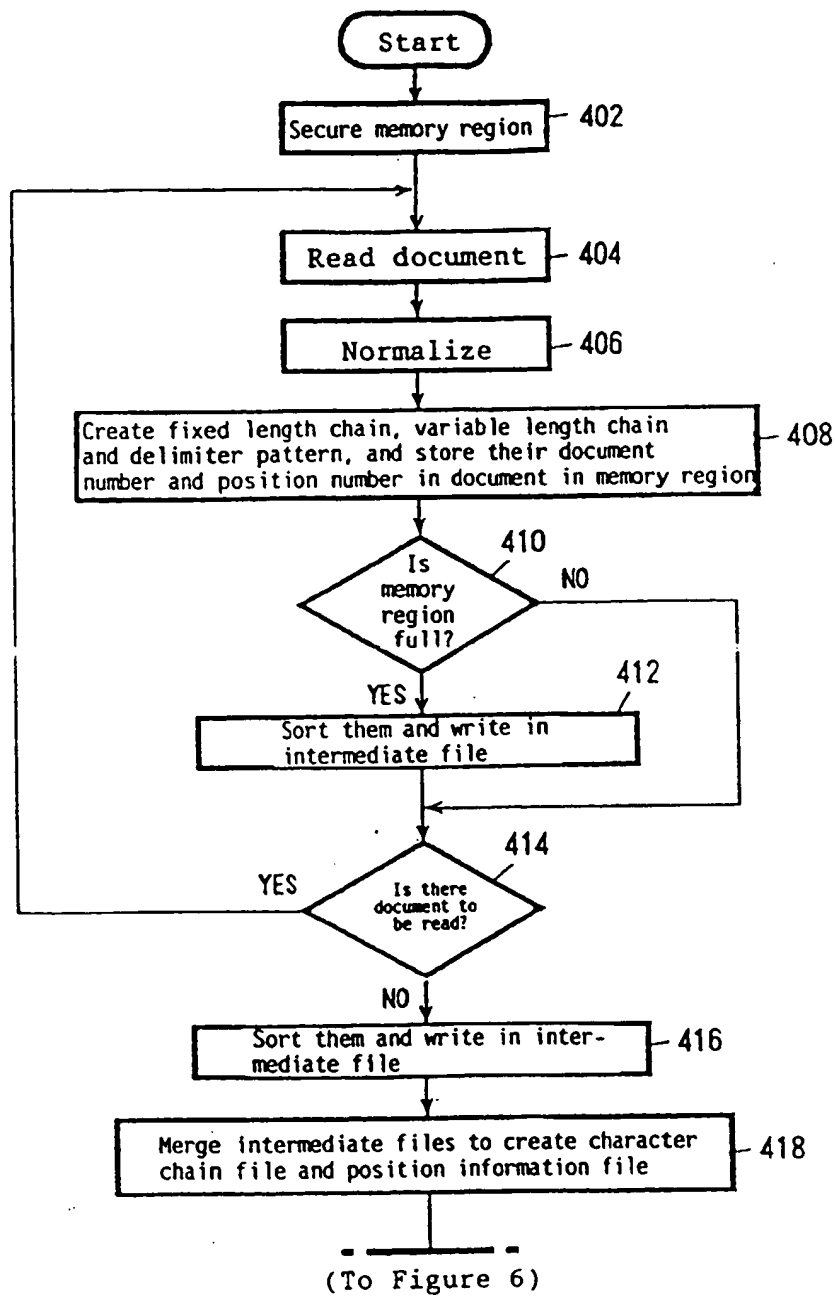 Start
Secure memory region
402
Read document
404
Normalize
406
Create fixed length chain, variable length chain
and delimiter pattern, and store their document
number and position number in document in memory region
408
410
Is
memory
region
full?
NO
YES
412
Sort them and write in
intermediate file
414
YES
Is there
document to
be read?
NO
Sort them and write in inter-
mediate file
416
Merge intermediate files to create character
chain file and position information file
418
(To Figure 6)